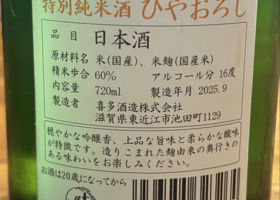 特別純米酒 ひやおろし
品目 日本酒
原材料名 米(国産)、米麹(国産米)
精米歩合 60% アルコール分 16度
内容量 720ml 製造年月 2025.9
製造者 喜多酒造株式会社
滋賀県東近江市池田町1129
穏やかな吟醸香、上品な旨味と柔らかな酸味
が特徴です。造りこまれた麹由来の奥行きの
ある味わいをお楽しみください。
お酒は20歳になってから